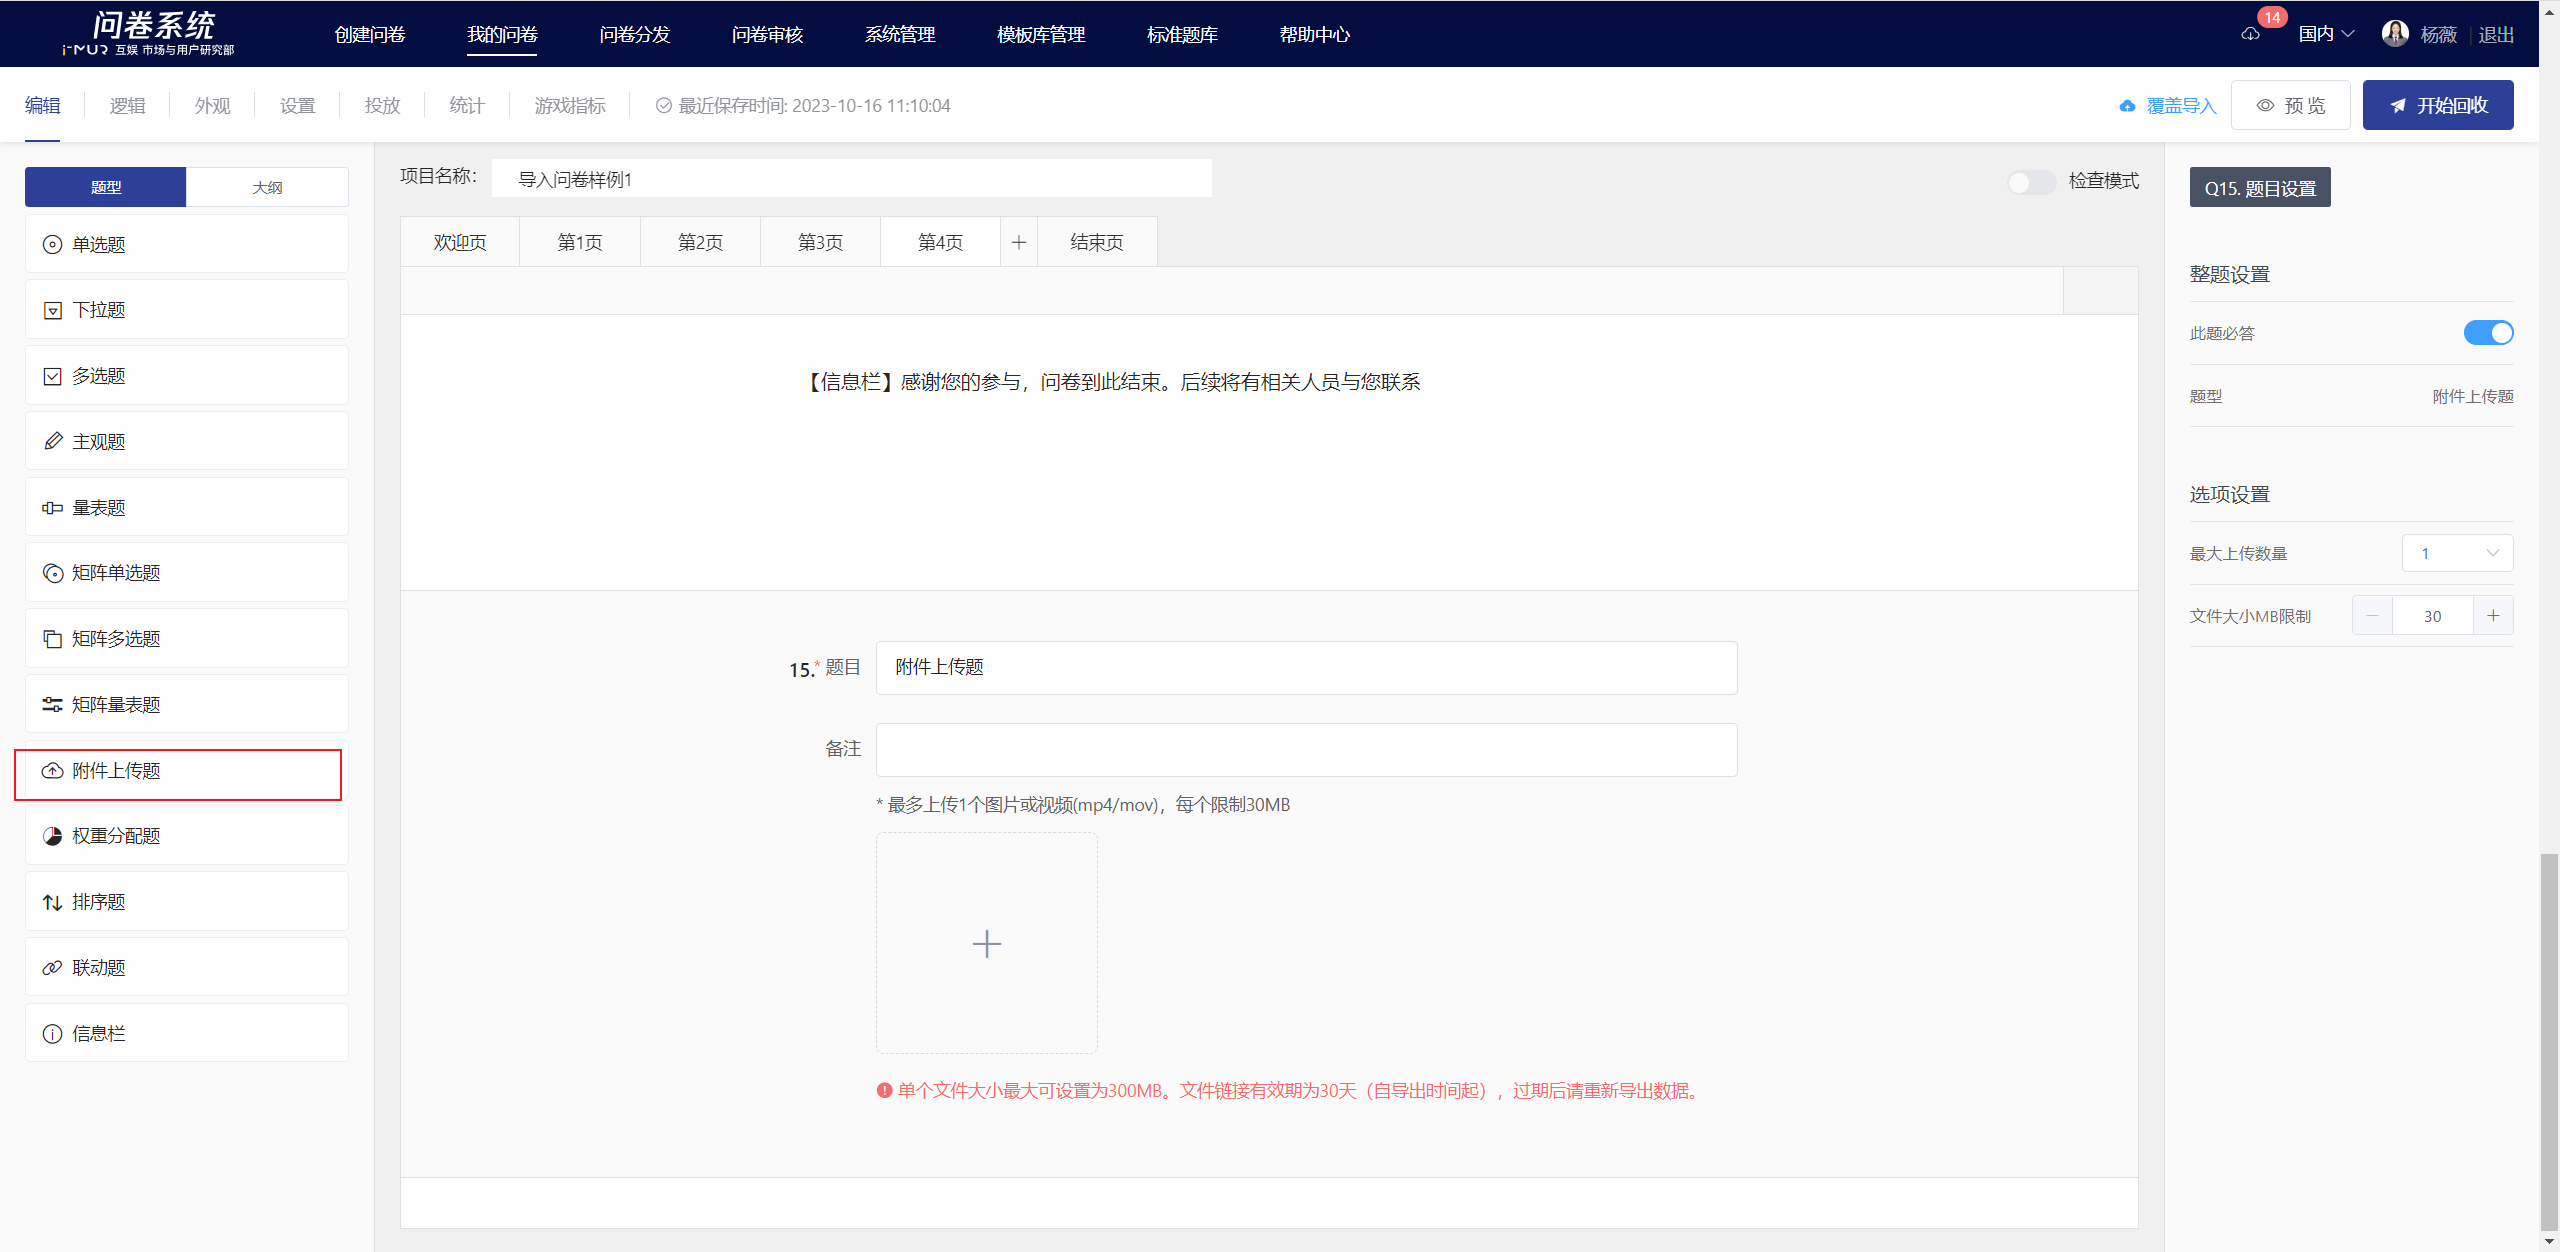 问卷系统
i-MUR 互娱 市场与用户研究部
创建问卷 我的问卷 问卷分发 问卷审核 系统管理 模板库管理 标准题库 帮助中心
14
国内 杨薇 退出
编辑 逻辑 外观 设置 投放 统计 游戏指标 最近保存时间: 2023-10-16 11:10:04
覆盖导入 预 览 开始回收
题型 大纲
单选题
下拉题
多选题
主观题
量表题
矩阵单选题
矩阵多选题
矩阵量表题
附件上传题
权重分配题
排序题
联动题
信息栏
项目名称: 导入问卷样例1
检查模式
欢迎页 第1页 第2页 第3页 第4页 + 结束页
【信息栏】感谢您的参与，问卷到此结束。后续将有相关人员与您联系
15.* 题目 附件上传题
备注
* 最多上传1个图片或视频(mp4/mov)，每个限制30MB
单个文件大小最大可设置为300MB。文件链接有效期为30天（自导出时间起），过期后请重新导出数据。
Q15. 题目设置
整题设置
此题必答
题型 附件上传题
选项设置
最大上传数量 1
文件大小MB限制 − 30 +